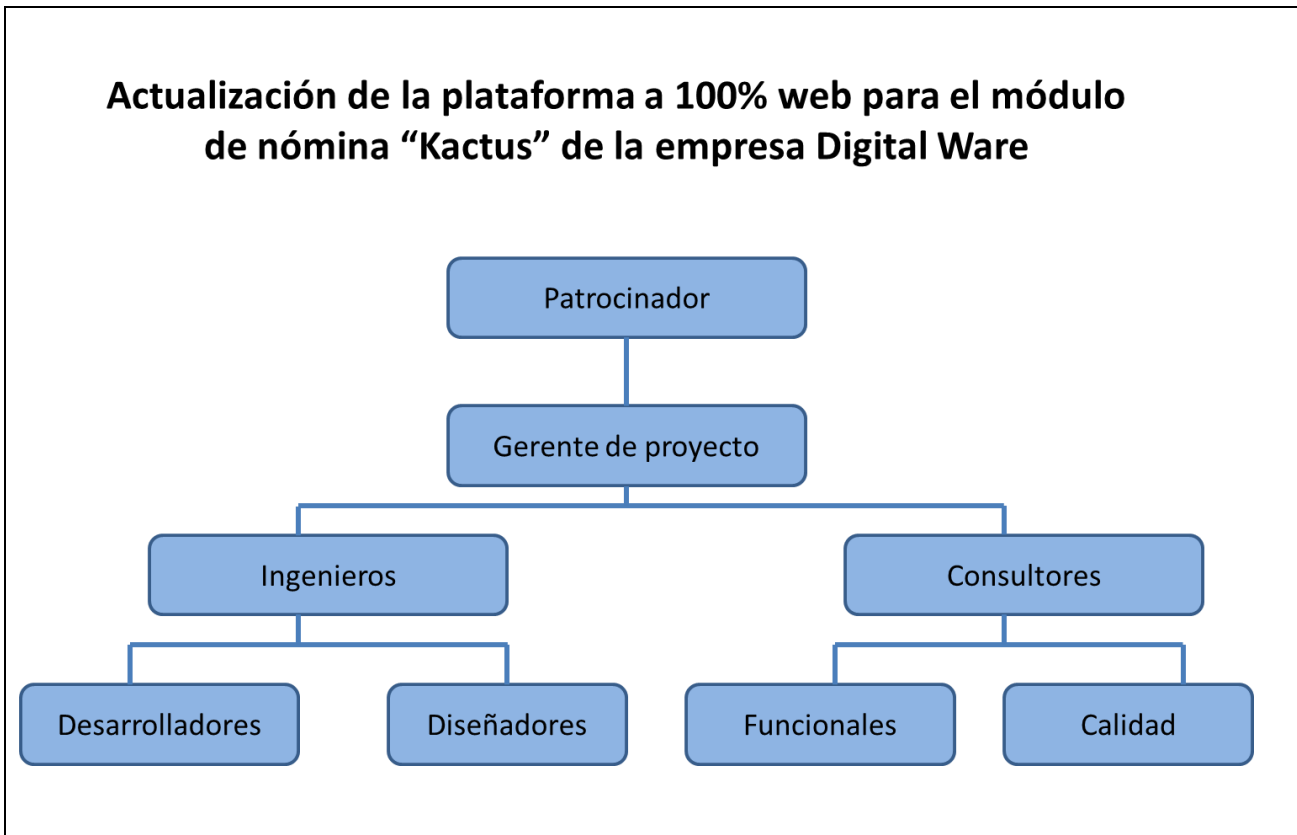 Actualización de la plataforma a 100% web para el módulo
de nómina “Kactus” de la empresa Digital Ware
Patrocinador
Gerente de proyecto
Ingenieros
Consultores
Desarrolladores
Diseñadores
Funcionales
Calidad